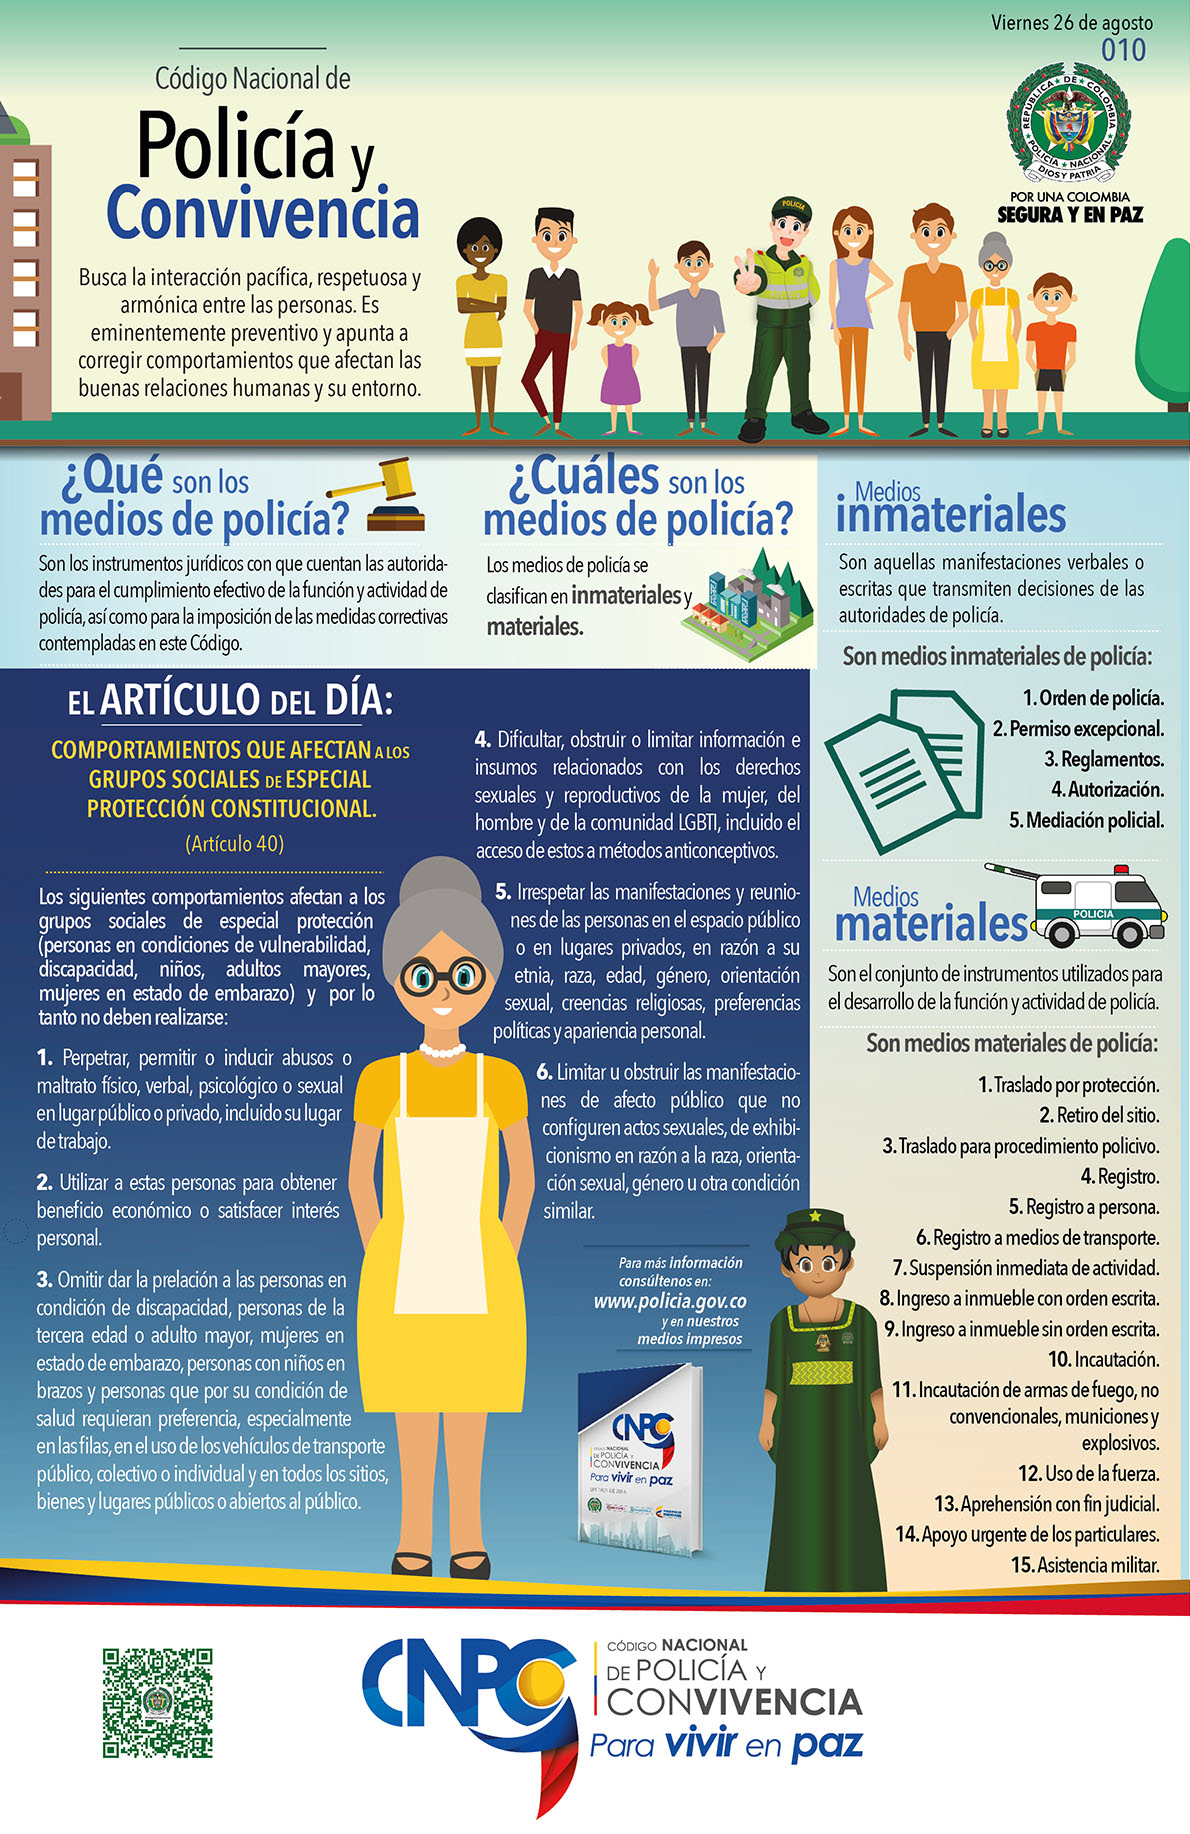 Viernes 26 de agosto
010
REPÚBLICA DE COLOMBIA
POLICÍA NACIONAL
DIOS Y PATRIA
POR UNA COLOMBIA
SEGURA Y EN PAZ
Código Nacional de
Policía y
Convivencia
Busca la interacción pacífica, respetuosa y
armónica entre las personas. Es
eminentemente preventivo y apunta a
corregir comportamientos que afectan las
buenas relaciones humanas y su entorno.
POLICÍA
¿Qué son los
medios de policía?
Son los instrumentos jurídicos con que cuentan las autorida-
des para el cumplimiento efectivo de la función y actividad de
policía, así como para la imposición de las medidas correctivas
contempladas en este Código.
¿Cuáles son los
medios de policía?
Los medios de policía se
clasifican en inmateriales y
materiales.
Medios
inmateriales
Son aquellas manifestaciones verbales o
escritas que transmiten decisiones de las
autoridades de policía.
Son medios inmateriales de policía:
1. Orden de policía.
2. Permiso excepcional.
3. Reglamentos.
4. Autorización.
5. Mediación policial.
Medios
materiales
POLICIA
Son el conjunto de instrumentos utilizados para
el desarrollo de la función y actividad de policía.
Son medios materiales de policía:
1. Traslado por protección.
2. Retiro del sitio.
3. Traslado para procedimiento policivo.
4. Registro.
5. Registro a persona.
6. Registro a medios de transporte.
7. Suspensión inmediata de actividad.
8. Ingreso a inmueble con orden escrita.
9. Ingreso a inmueble sin orden escrita.
10. Incautación.
11. Incautación de armas de fuego, no
convencionales, municiones y
explosivos.
12. Uso de la fuerza.
13. Aprehensión con fin judicial.
14. Apoyo urgente de los particulares.
15. Asistencia militar.
EL ARTÍCULO DEL DÍA:
COMPORTAMIENTOS QUE AFECTAN A LOS
GRUPOS SOCIALES DE ESPECIAL
PROTECCIÓN CONSTITUCIONAL.
(Artículo 40)
Los siguientes comportamientos afectan a los
grupos sociales de especial protección
(personas en condiciones de vulnerabilidad,
discapacidad, niños, adultos mayores,
mujeres en estado de embarazo) y por lo
tanto no deben realizarse:
1. Perpetrar, permitir o inducir abusos o
maltrato físico, verbal, psicológico o sexual
en lugar público o privado, incluido su lugar
de trabajo.
2. Utilizar a estas personas para obtener
beneficio económico o satisfacer interés
personal.
3. Omitir dar la prelación a las personas en
condición de discapacidad, personas de la
tercera edad o adulto mayor, mujeres en
estado de embarazo, personas con niños en
brazos y personas que por su condición de
salud requieran preferencia, especialmente
en las filas, en el uso de los vehículos de transporte
público, colectivo o individual y en todos los sitios,
bienes y lugares públicos o abiertos al público.
4. Dificultar, obstruir o limitar información e
insumos relacionados con los derechos
sexuales y reproductivos de la mujer, del
hombre y de la comunidad LGBTI, incluido el
acceso de estos a métodos anticonceptivos.
5. Irrespetar las manifestaciones y reunio-
nes de las personas en el espacio público
o en lugares privados, en razón a su
etnia, raza, edad, género, orientación
sexual, creencias religiosas, preferencias
políticas y apariencia personal.
6. Limitar u obstruir las manifestacio-
nes de afecto público que no
configuren actos sexuales, de exhibi-
cionismo en razón a la raza, orienta-
ción sexual, género u otra condición
similar.
Para más información
consúltenos en:
www.policia.gov.co
y en nuestros
medios impresos
CNPC
CÓDIGO NACIONAL
DE POLICÍA Y
CONVIVENCIA
Para vivir en paz
CNPC
CÓDIGO NACIONAL
DE POLICÍA Y
CONVIVENCIA
Para vivir en paz